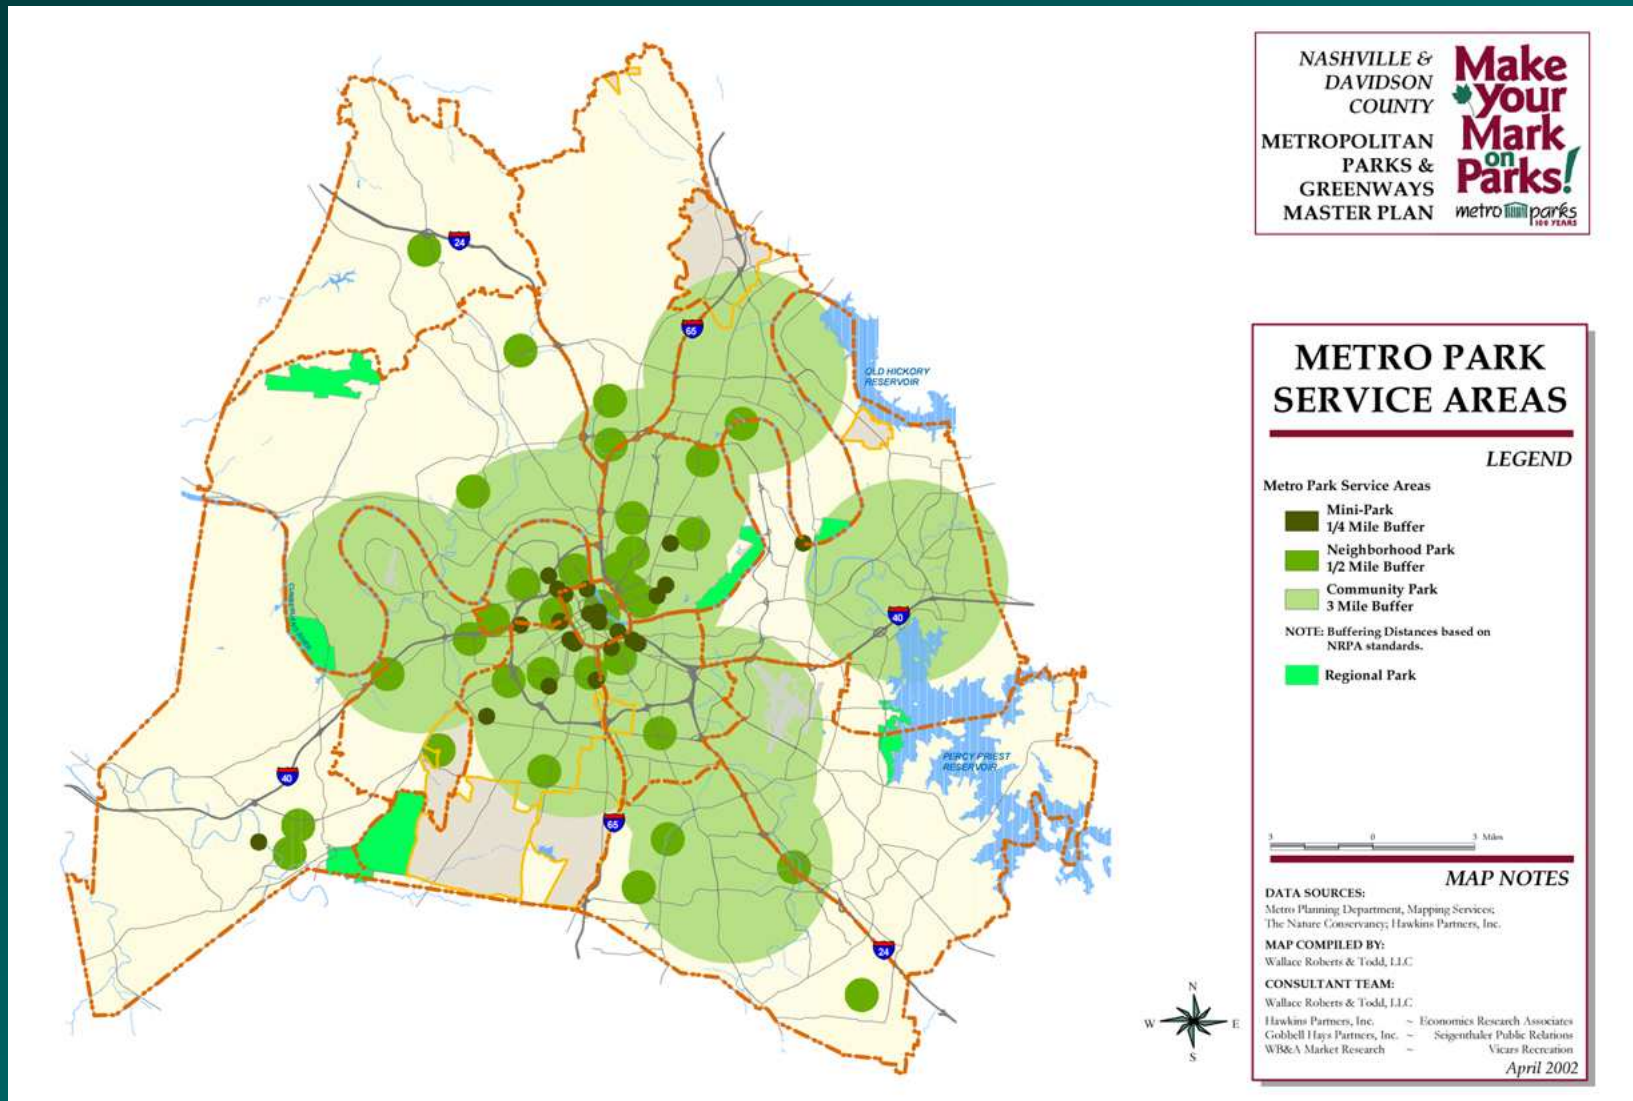 NASHVILLE &
DAVIDSON
COUNTY
METROPOLITAN
PARKS &
GREENWAYS
MASTER PLAN
Make
Your
Mark
on
Parks!
metro parks
100 YEARS
METRO PARK
SERVICE AREAS
LEGEND
Metro Park Service Areas
Mini-Park
1/4 Mile Buffer
Neighborhood Park
1/2 Mile Buffer
Community Park
3 Mile Buffer
NOTE: Buffering Distances based on
NRPA standards.
Regional Park
3 0 3 Miles
MAP NOTES
DATA SOURCES:
Metro Planning Department, Mapping Services;
The Nature Conservancy; Hawkins Partners, Inc.
MAP COMPILED BY:
Wallace Roberts & Todd, LLC
CONSULTANT TEAM:
Wallace Roberts & Todd, LLC
Hawkins Partners, Inc. ~ Economics Research Associates
Gobbell Hays Partners, Inc. ~ Seigenthaler Public Relations
WB&A Market Research ~ Vicars Recreation
April 2002
N
W E
S
24
65
OLD HICKORY
RESERVOIR
40
PERCY PRIEST
RESERVOIR
40
65
24